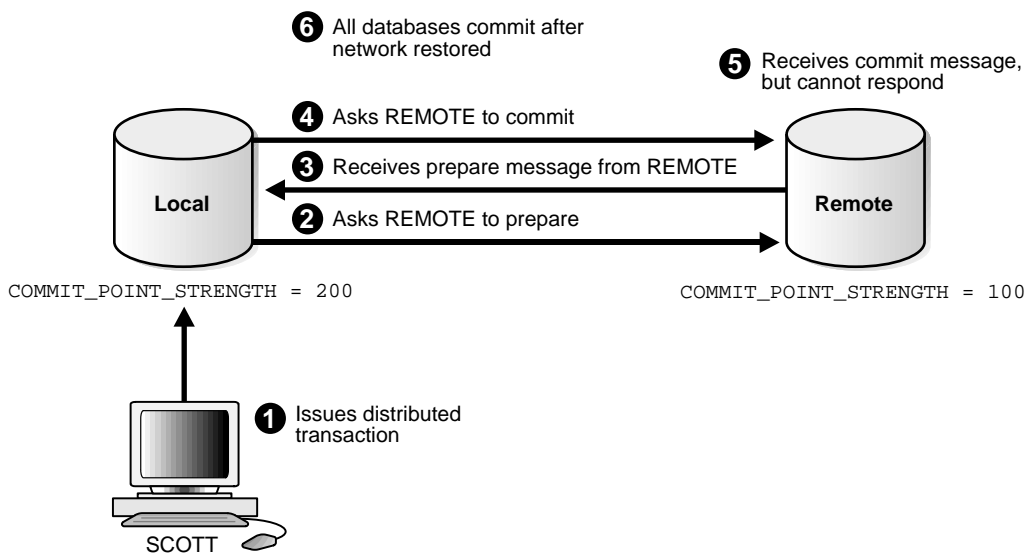 6 All databases commit after
network restored
5 Receives commit message,
but cannot respond
4 Asks REMOTE to commit
3 Receives prepare message from REMOTE
Local
Remote
2 Asks REMOTE to prepare
COMMIT_POINT_STRENGTH = 200
COMMIT_POINT_STRENGTH = 100
1 Issues distributed
transaction
SCOTT